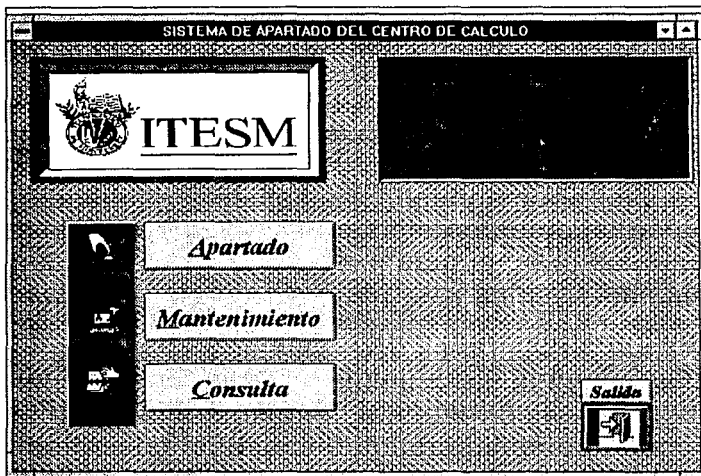 SISTEMA DE APARTADO DEL CENTRO DE CALCULO
ITESM
Apartado
Mantenimiento
Consulta
Salida